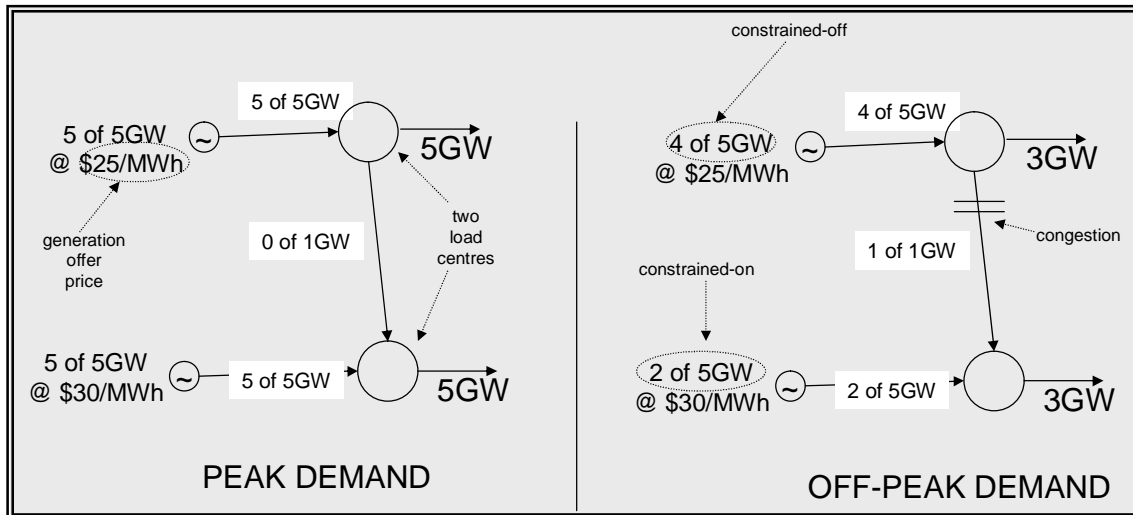 5 of 5GW
5 of 5GW
@ $25/MWh
~
5GW
generation
offer
price
0 of 1GW
two
load
centres
5 of 5GW
@ $30/MWh
~
5 of 5GW
5GW
PEAK DEMAND
constrained-off
4 of 5GW
4 of 5GW
@ $25/MWh
~
3GW
congestion
1 of 1GW
constrained-on
2 of 5GW
@ $30/MWh
~
2 of 5GW
3GW
OFF-PEAK DEMAND